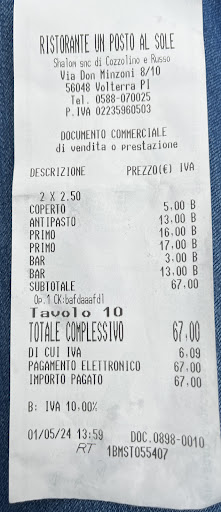 RISTORANTE UN POSTO AL SOLE
Shalom snc di Cozzolino e Russo
Via Don Minzoni 8/10
56048 Volterra PI
Tel. 0588-070025
P.IVA 02235960503
DOCUMENTO COMMERCIALE
di vendita o prestazione
DESCRIZIONE PREZZO(€) IVA
2 X 2.50
COPERTO 5,00 B
ANTIPASTO 13,00 B
PRIMO 16,00 B
PRIMO 17,00 B
BAR 3,00 B
BAR 13,00 B
SUBTOTALE 67,00
Op.1 CK:bafdaaafdl
Tavolo 10
TOTALE COMPLESSIVO 67,00
DI CUI IVA 6,09
PAGAMENTO ELETTRONICO 67,00
IMPORTO PAGATO 67,00
B: IVA 10,00%
01/05/24 13:59 DOC.0898-0010
RT 1BMST055407